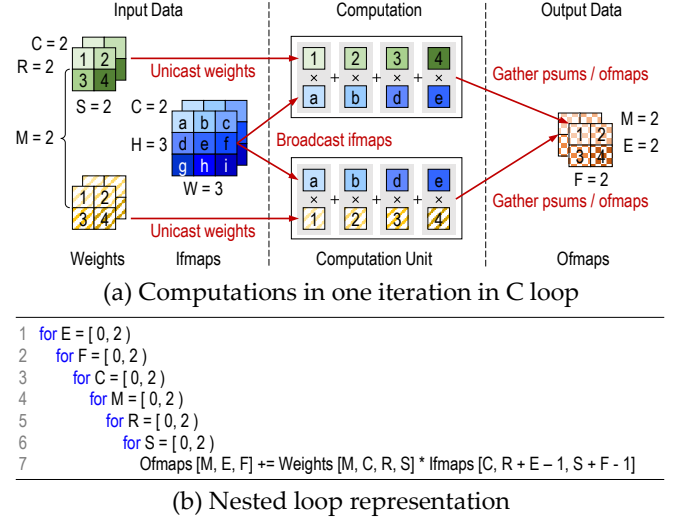 Input Data
Computation
Output Data
C = 2
R = 2
1 2
3 4
S = 2
M = 2
Unicast weights
C = 2
H = 3
a b c
d e f
g h i
W = 3
Broadcast ifmaps
1 2 3 4
× + × + × + ×
a b d e
a b d e
× + × + × + ×
1 2 3 4
1 2
3 4
Unicast weights
Gather psums / ofmaps
M = 2
E = 2
1 2
3 4
F = 2
Gather psums / ofmaps
Weights
Ifmaps
Computation Unit
Ofmaps
(a) Computations in one iteration in C loop
1 for E = [ 0, 2 )
2 for F = [ 0, 2 )
3 for C = [ 0, 2 )
4 for M = [ 0, 2 )
5 for R = [ 0, 2 )
6 for S = [ 0, 2 )
7 Ofmaps [M, E, F] += Weights [M, C, R, S] * Ifmaps [C, R + E – 1, S + F - 1]
(b) Nested loop representation